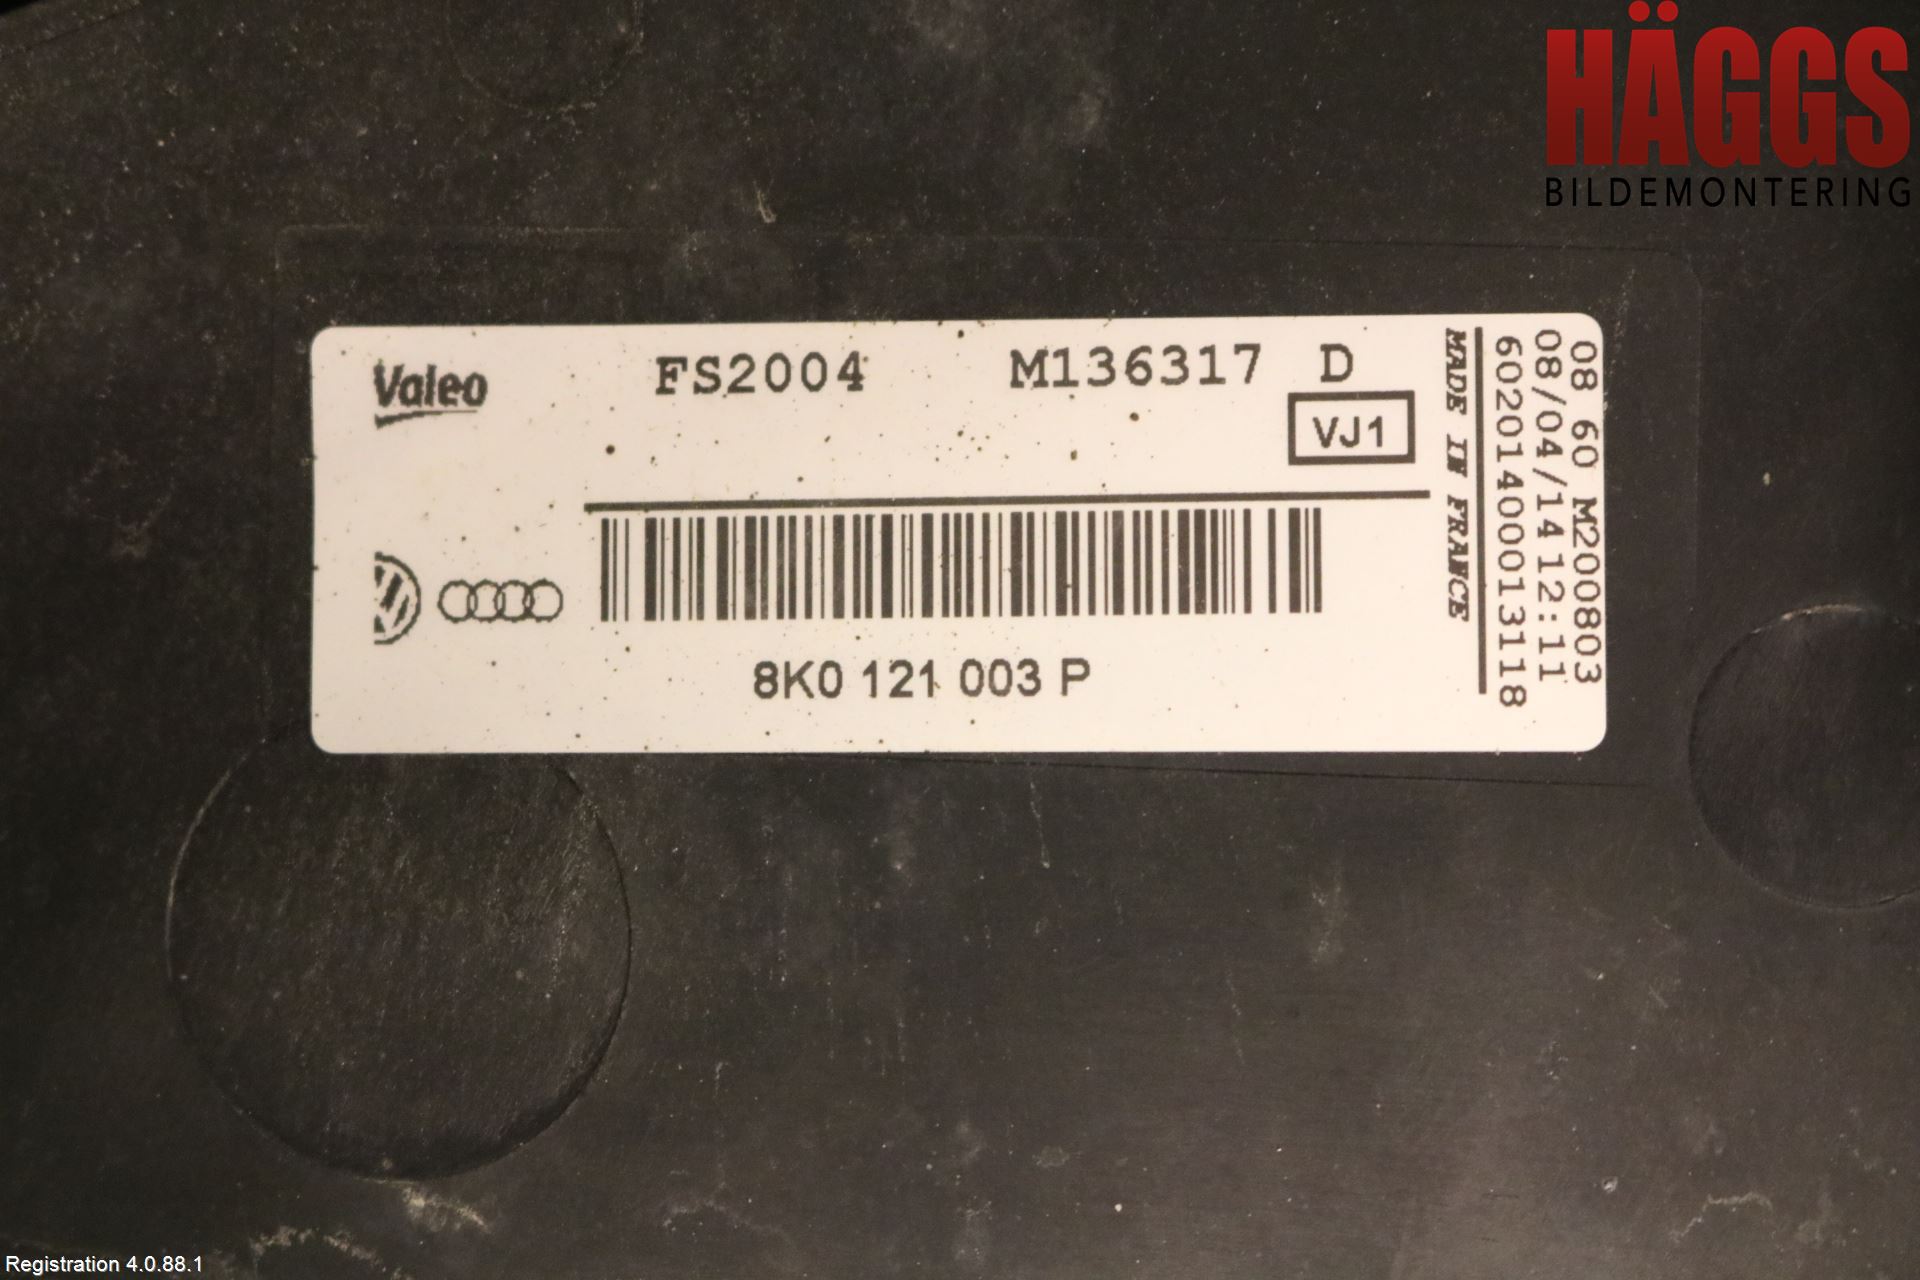 HÄGGS
BILDEMONTERING
Valeo
FS2004 M136317 D
VJ1
8K0 121 003 P
MADE IN FRANCE
08 60 M200803
08/04/14 12:11
60201400013118
Registration 4.0.88.1